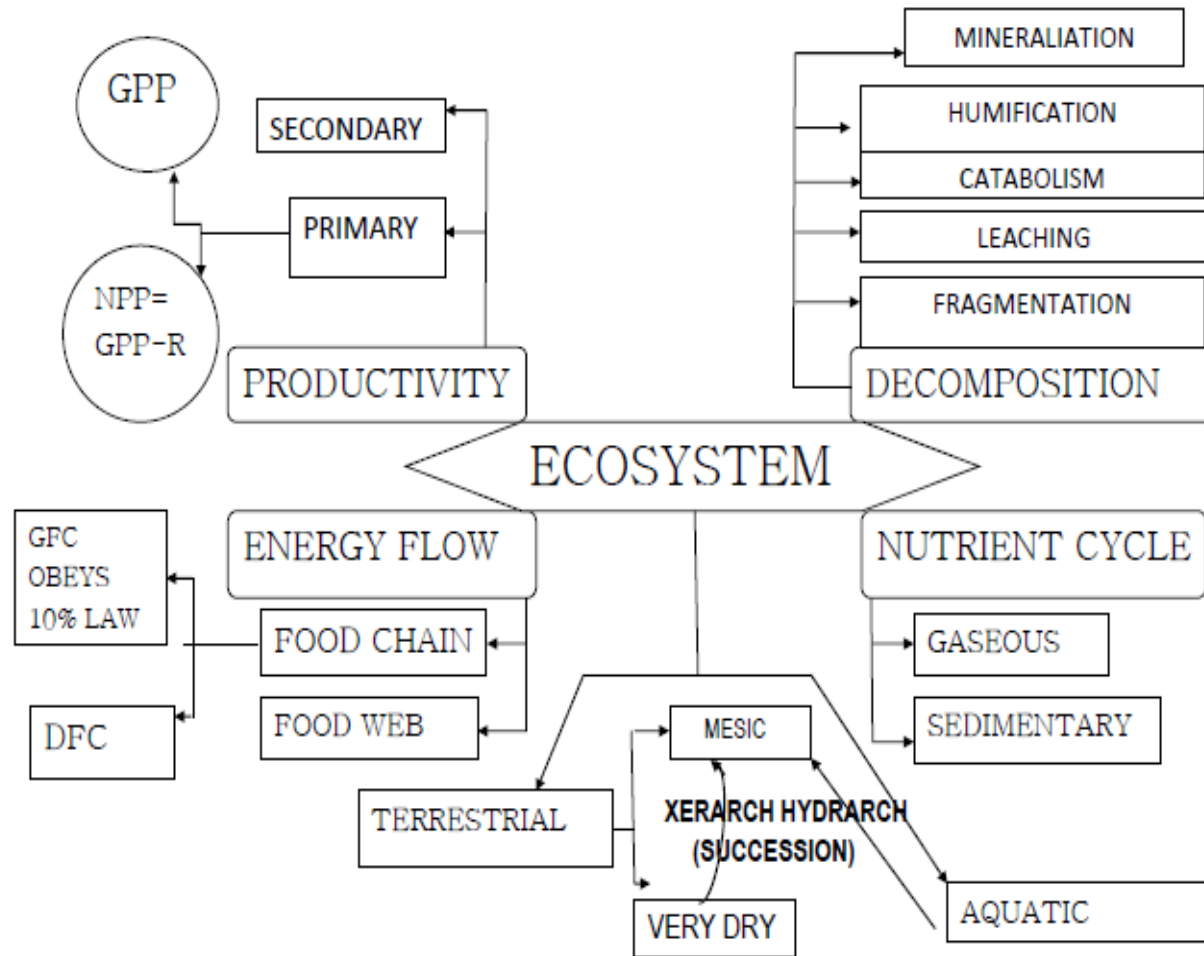 GPP
SECONDARY
PRIMARY
NPP=
GPP-R
PRODUCTIVITY
MINERALIATION
HUMIFICATION
CATABOLISM
LEACHING
FRAGMENTATION
DECOMPOSITION
ECOSYSTEM
GFC
OBEYS
10% LAW
DFC
ENERGY FLOW
FOOD CHAIN
FOOD WEB
NUTRIENT CYCLE
GASEOUS
SEDIMENTARY
MESIC
TERRESTRIAL
XERARCH HYDRARCH
(SUCCESSION)
VERY DRY
AQUATIC